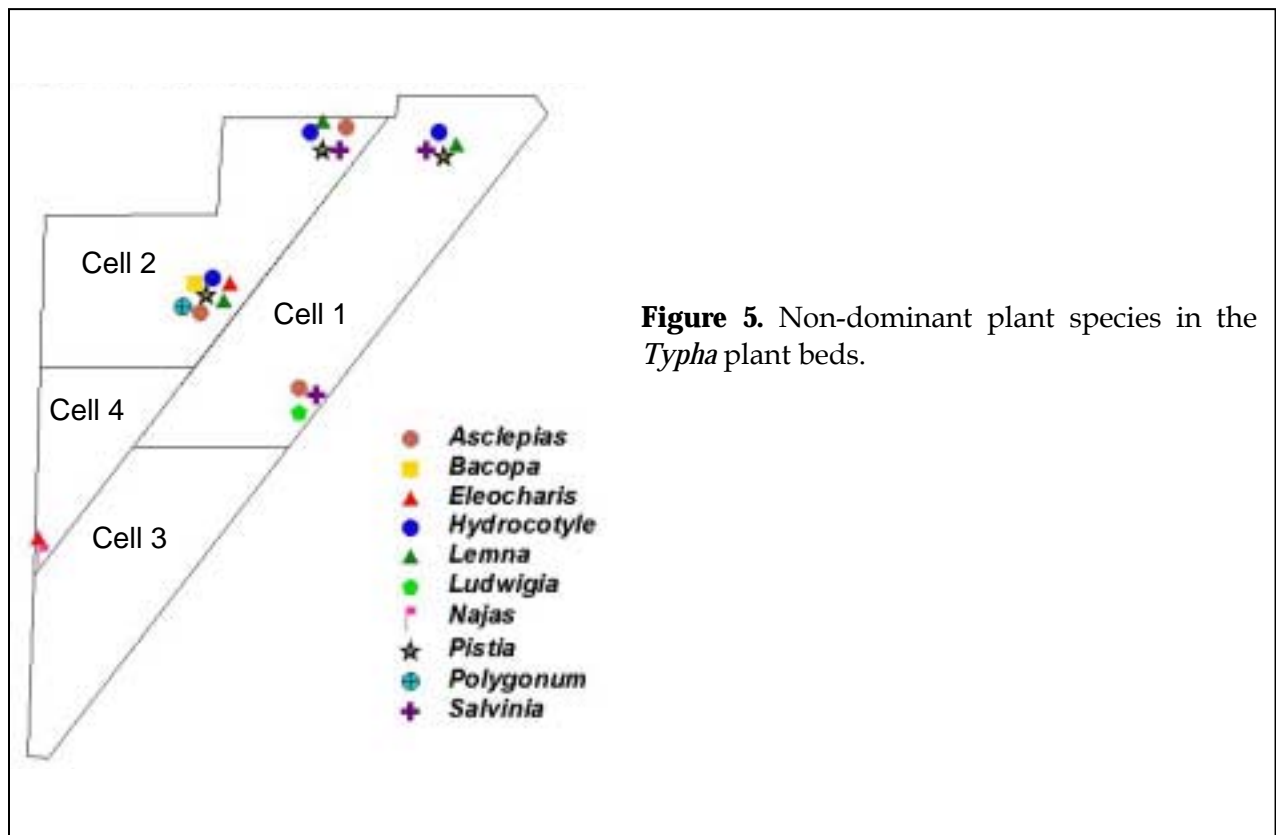 Cell 2
Cell 1
Cell 4
Cell 3
Asclepias
Bacopa
Eleocharis
Hydrocotyle
Lemna
Ludwigia
Najas
Pistia
Polygonum
Salvinia
Figure 5. Non-dominant plant species in the
Typha plant beds.